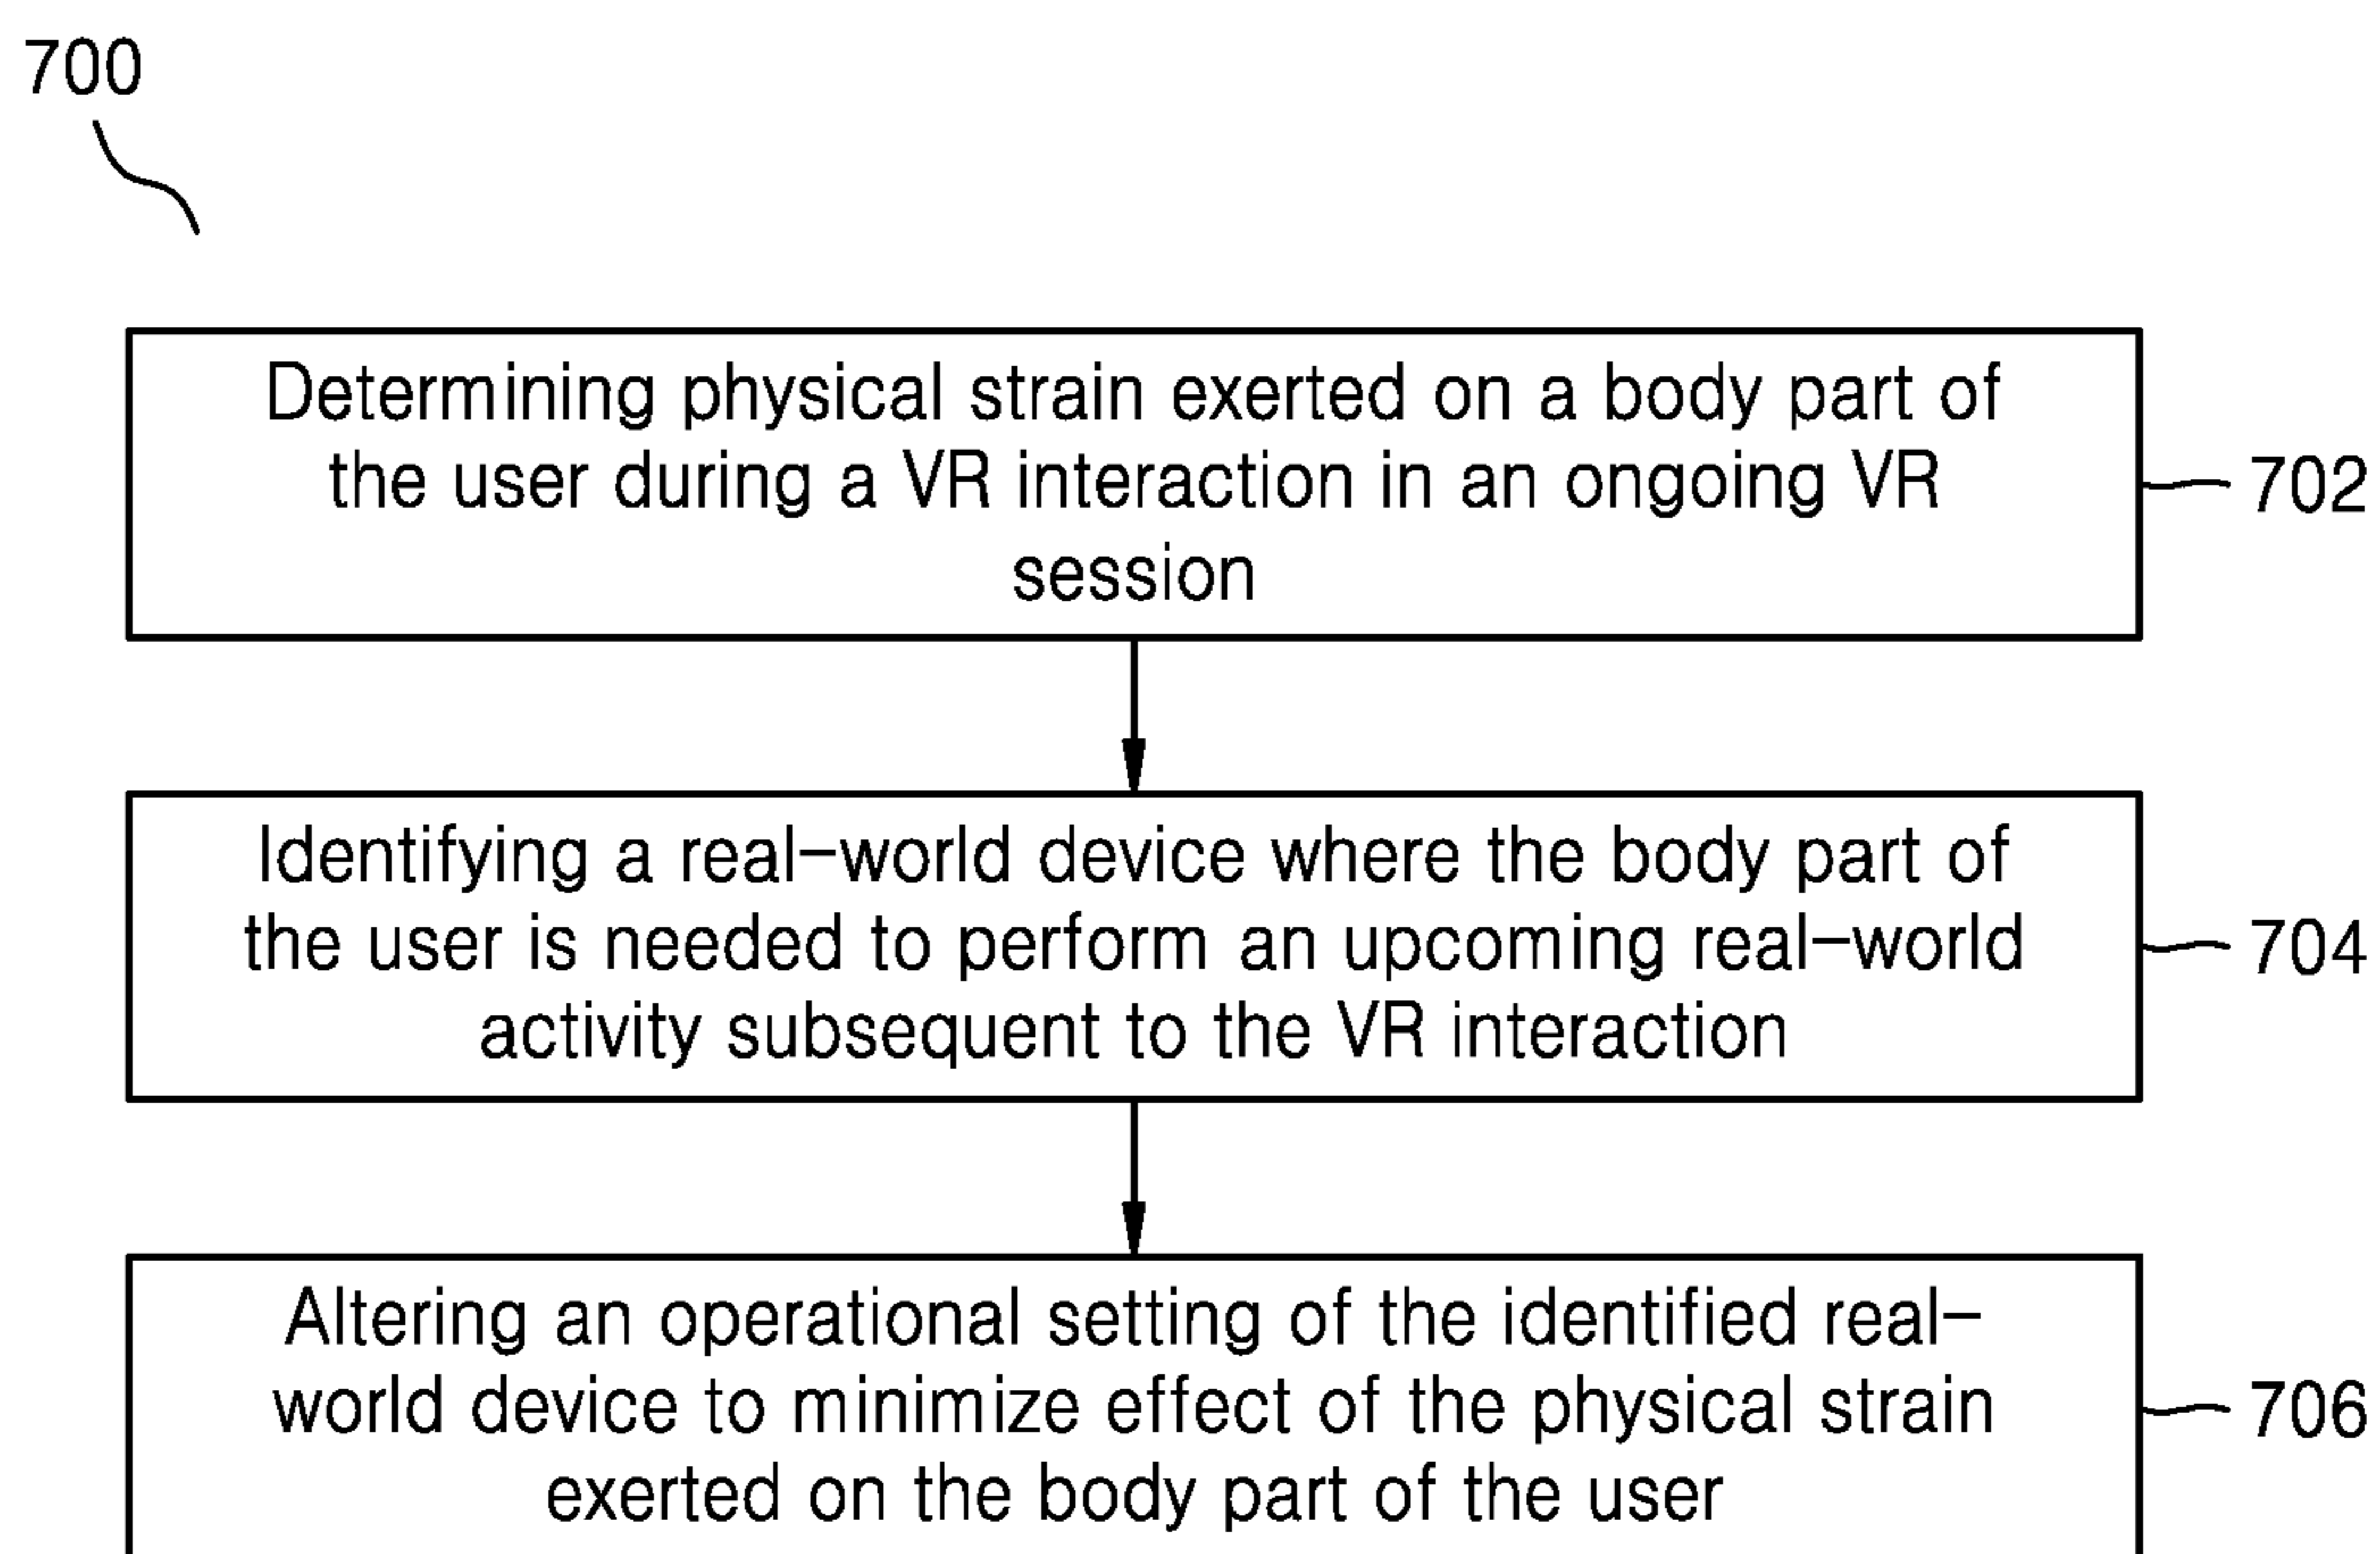 700
Determining physical strain exerted on a body part of
the user during a VR interaction in an ongoing VR
session
702
Identifying a real–world device where the body part of
the user is needed to perform an upcoming real–world
activity subsequent to the VR interaction
704
Altering an operational setting of the identified real–
world device to minimize effect of the physical strain
exerted on the body part of the user
706